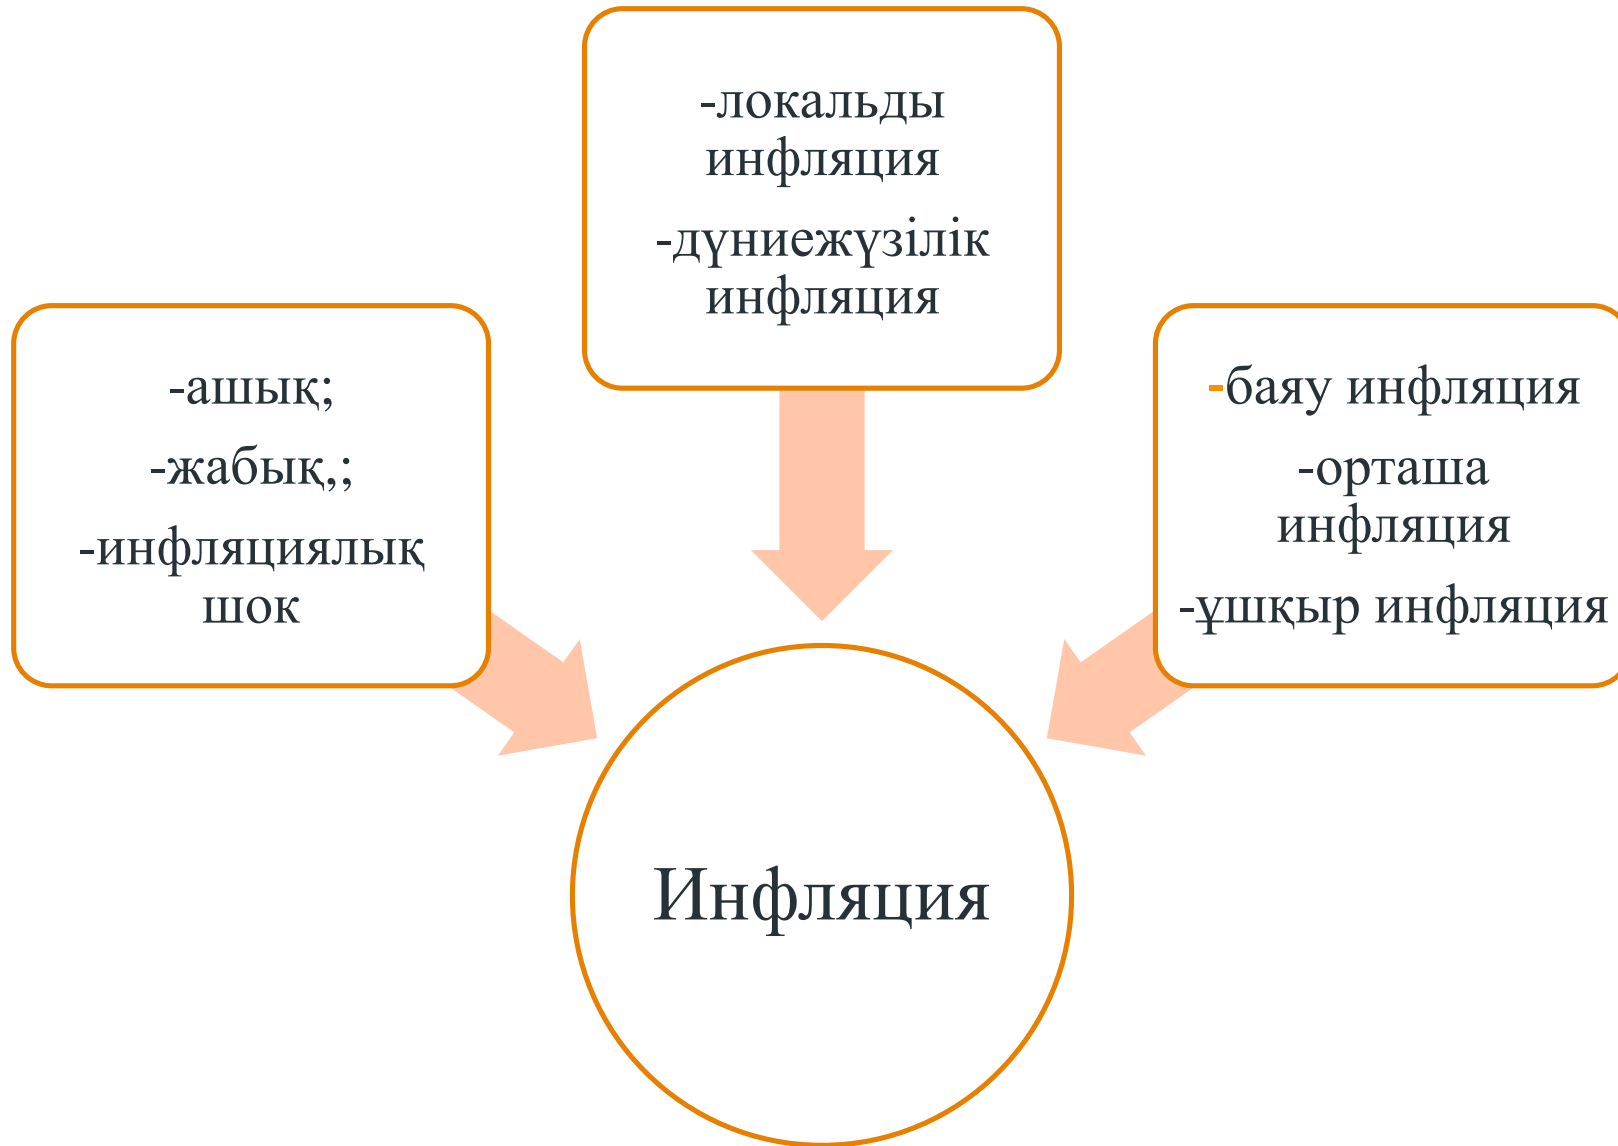 -локальды
инфляция
-дүниежүзілік
инфляция
-ашық;
-жабық,;
-инфляциялық
шок
-баяу инфляция
-орташа
инфляция
-ұшқыр инфляция
Инфляция